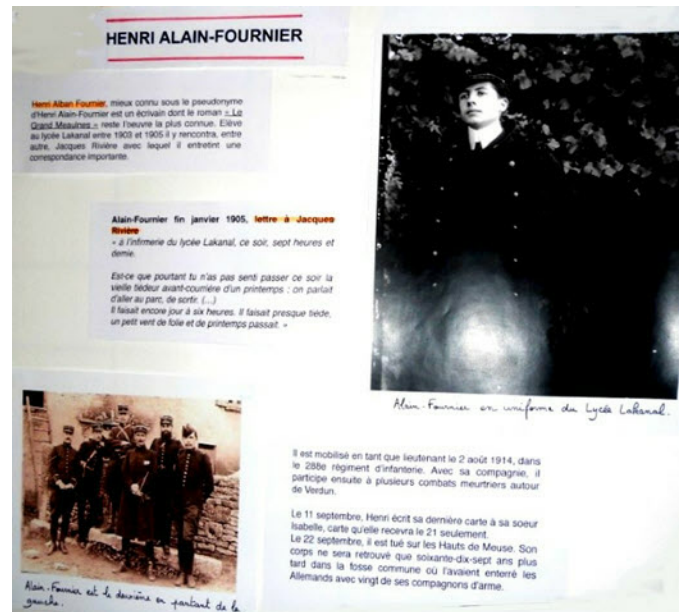 HENRI ALAIN-FOURNIER
Henri Alban Fournier, mieux connu sous le pseudonyme
d'Henri Alain-Fournier est un écrivain dont le roman « Le
Grand Meaulnes » reste l'oeuvre la plus connue. Elève
au lycée Lakanal entre 1903 et 1905 il y rencontra, entre
autre, Jacques Rivière avec lequel il entretint une
correspondance importante.
Alain-Fournier fin janvier 1905, lettre à Jacques
Rivière
« à l'infirmerie du lycée Lakanal, ce soir, sept heures et
demie.
Est-ce que pourtant tu n'as pas senti passer ce soir la
vieille tiédeur avant-courrière d'un printemps : on parlait
d'aller au parc, de sortir. (...)
Il faisait encore jour à six heures. Il faisait presque tiède,
un petit vent de folie et de printemps passait. »
Alain-Fournier en uniforme du Lycée Lakanal.
Il est mobilisé en tant que lieutenant le 2 août 1914, dans
le 288e régiment d'infanterie. Avec sa compagnie, il
participe ensuite à plusieurs combats meurtriers autour
de Verdun.
Le 11 septembre, Henri écrit sa dernière carte à sa soeur
Isabelle, carte qu'elle recevra le 21 seulement.
Le 22 septembre, il est tué sur les Hauts de Meuse. Son
corps ne sera retrouvé que soixante-dix-sept ans plus
tard dans la fosse commune où l'avaient enterré les
Allemands avec vingt de ses compagnons d'arme.
Alain-Fournier est le deuxième en partant de la
gauche.